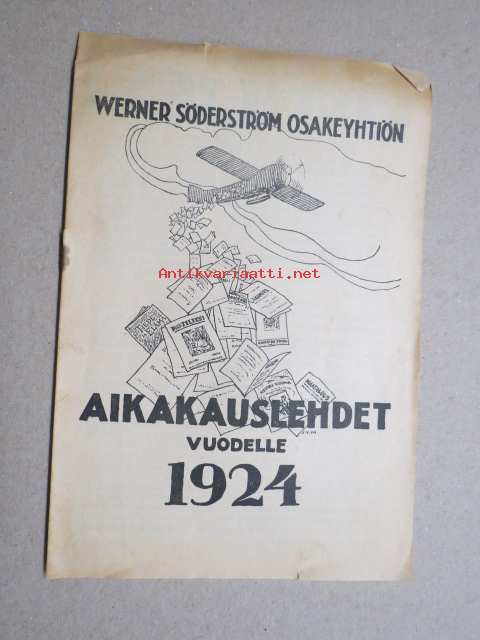 WERNER SÖDERSTRÖM OSAKEYHTIÖN
Antikvariaatti.net
AIKAKAUSLEHDET
VUODELLE
1924